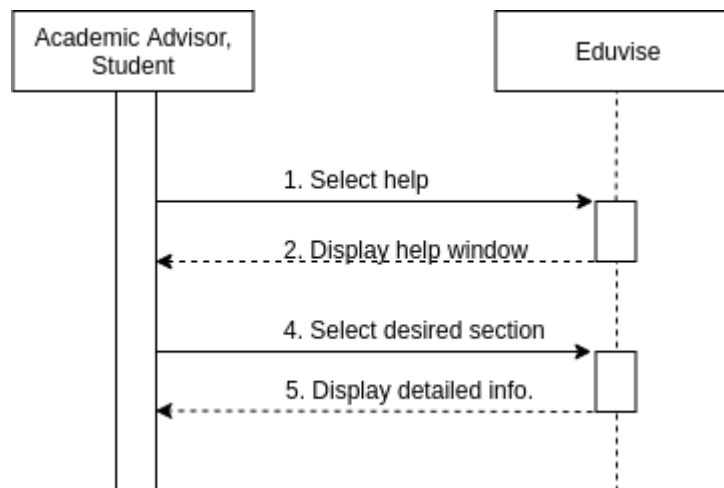 Academic Advisor,
Student
Eduvise
1. Select help
2. Display help window
4. Select desired section
5. Display detailed info.